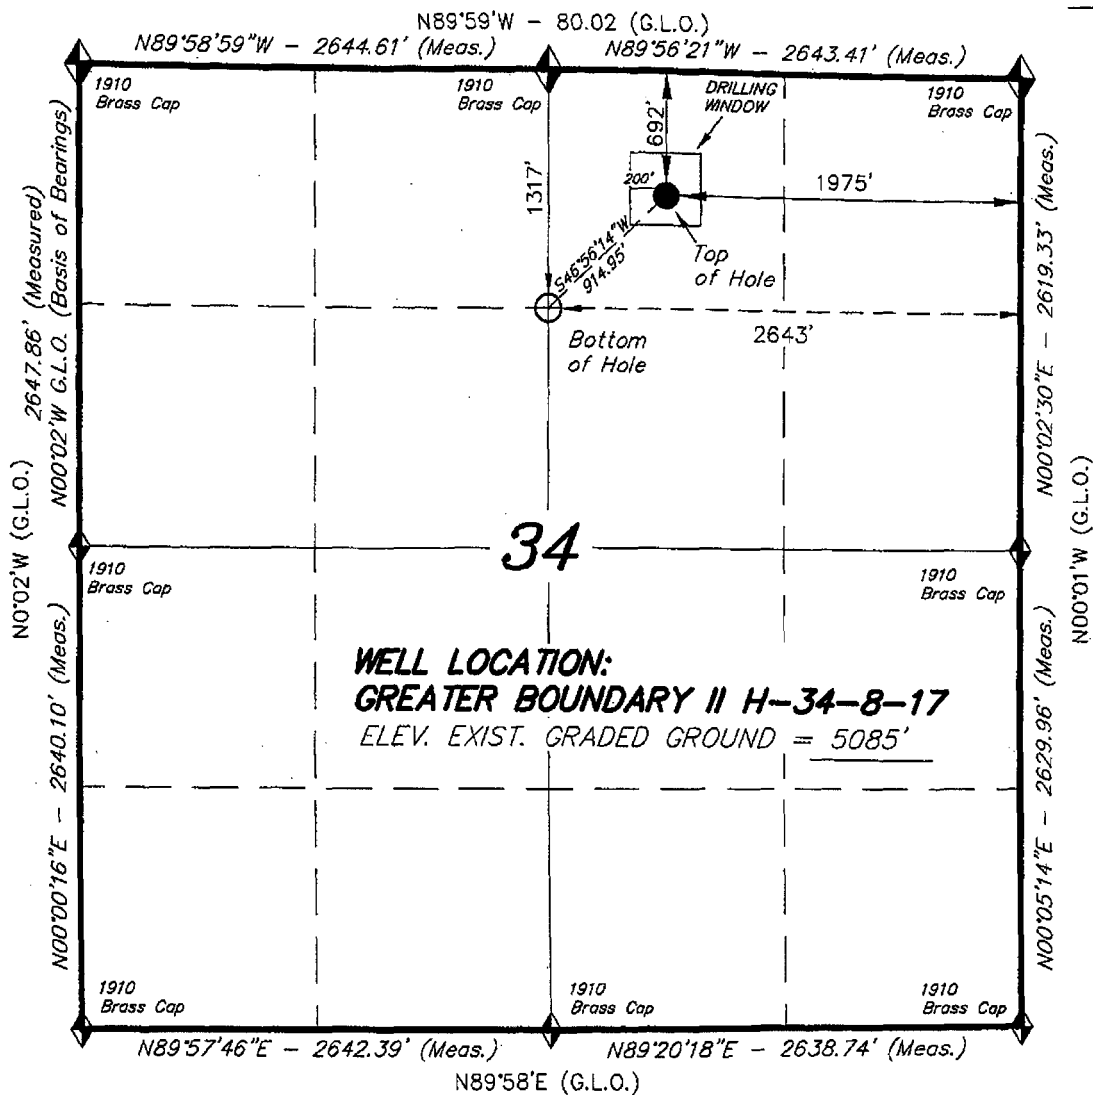 N89°59'W - 80.02 (G.L.O.)
N89°58'59"W - 2644.61' (Meas.)
N89°56'21"W - 2643.41' (Meas.)
1910
Brass Cap
1910
Brass Cap
DRILLING
WINDOW
1910
Brass Cap
692'
1317'
200'
1975'
S46°56'14"W
914.95'
Top
of Hole
Bottom
of Hole
2643'
2647.86' (Measured)
N00°02'W G.L.O. (Basis of Bearings)
N0°02'W (G.L.O.)
N00°02'30"E - 2619.33' (Meas.)
N00°01'W (G.L.O.)
34
1910
Brass Cap
1910
Brass Cap
WELL LOCATION:
GREATER BOUNDARY II H-34-8-17
ELEV. EXIST. GRADED GROUND = 5085'
N00°00'16"E - 2640.10' (Meas.)
N00°05'14"E - 2629.96' (Meas.)
1910
Brass Cap
1910
Brass Cap
1910
Brass Cap
N89°57'46"E - 2642.39' (Meas.)
N89°20'18"E - 2638.74' (Meas.)
N89°58'E (G.L.O.)